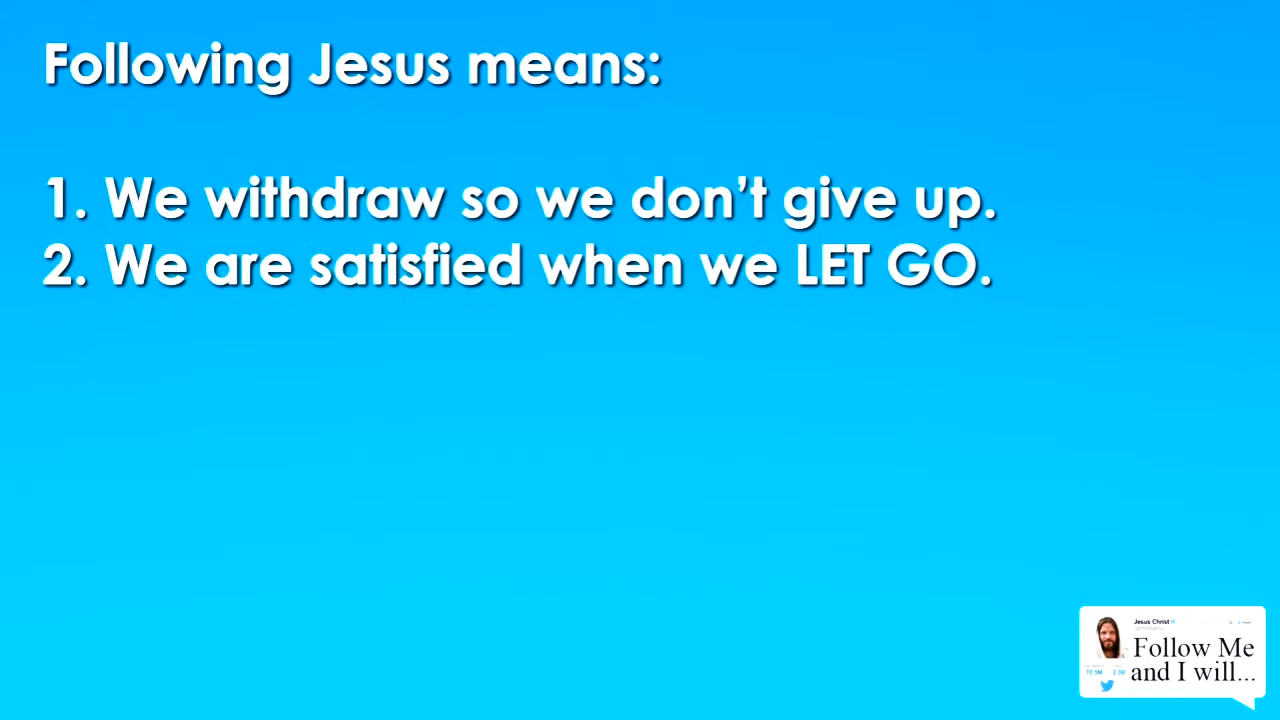 Following Jesus means:
1. We withdraw so we don’t give up.
2. We are satisfied when we LET GO.
Jesus Christ
Follow Me
and I will...